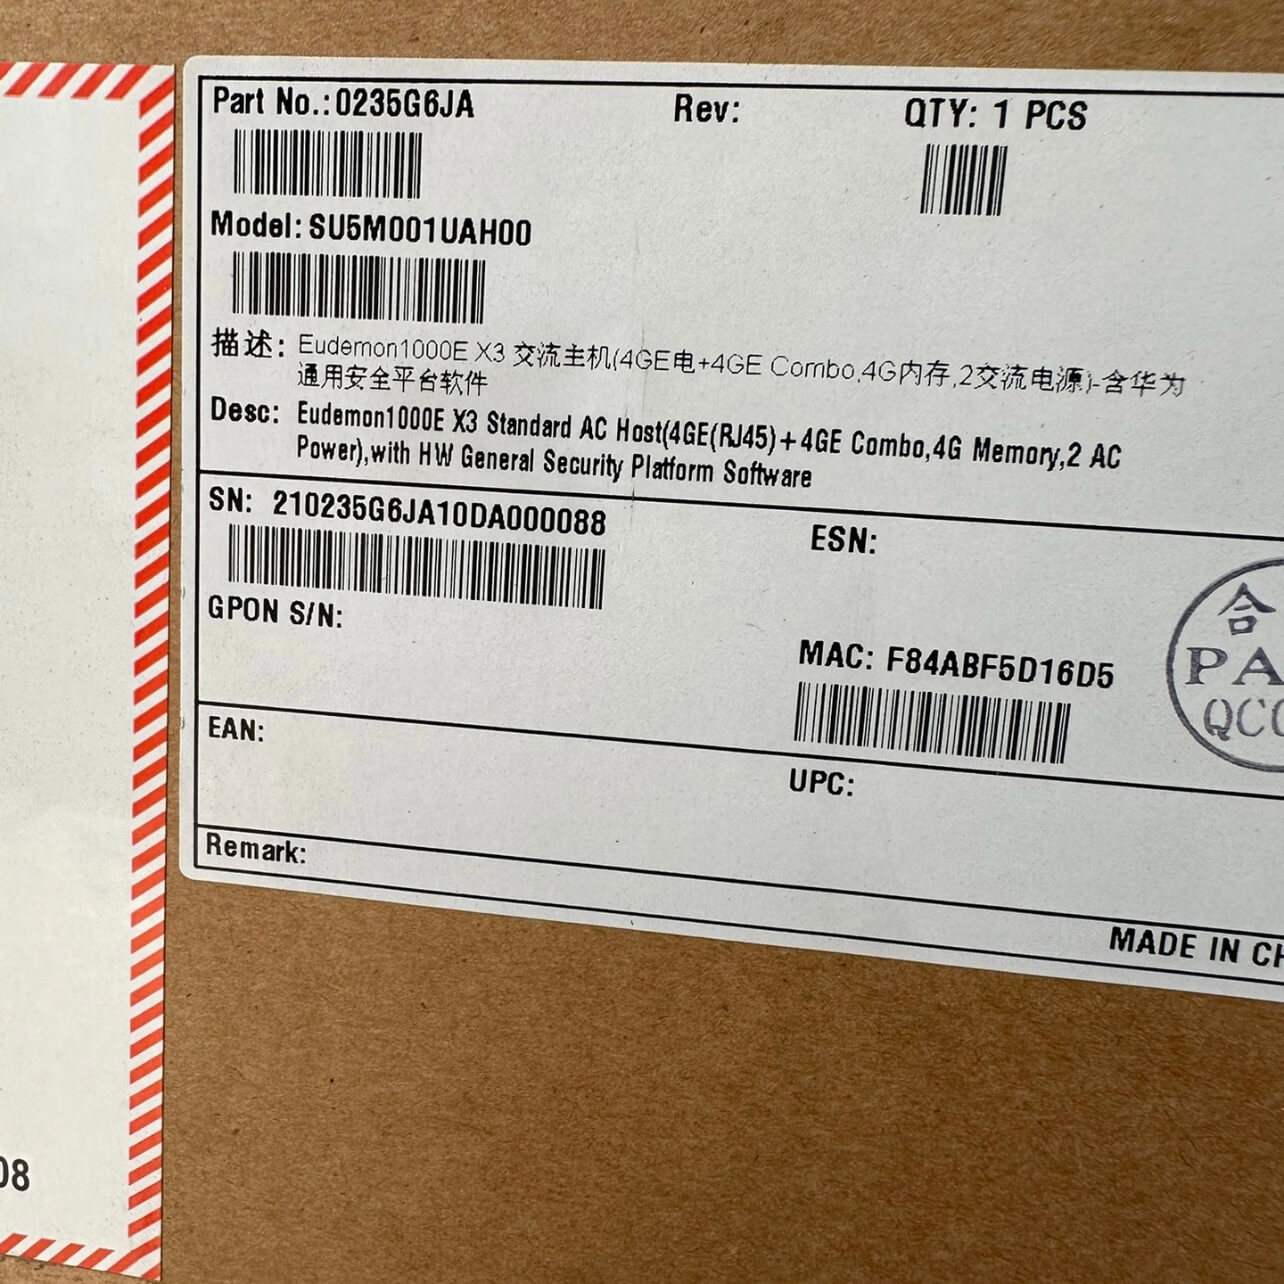 Part No.:0235G6JA
Rev:
QTY: 1 PCS
Model:SU5M001UAH00
描述: Eudemon1000E X3 交流主机(4GE电+4GE Combo,4G内存,2交流电源)-含华为
通用安全平台软件
Desc: Eudemon1000E X3 Standard AC Host(4GE(RJ45)+4GE Combo,4G Memory,2 AC
Power),with HW General Security Platform Software
SN: 210235G6JA10DA000088
ESN:
GPON S/N:
MAC: F84ABF5D16D5
合
PA
QC
EAN:
UPC:
Remark:
MADE IN CH
08